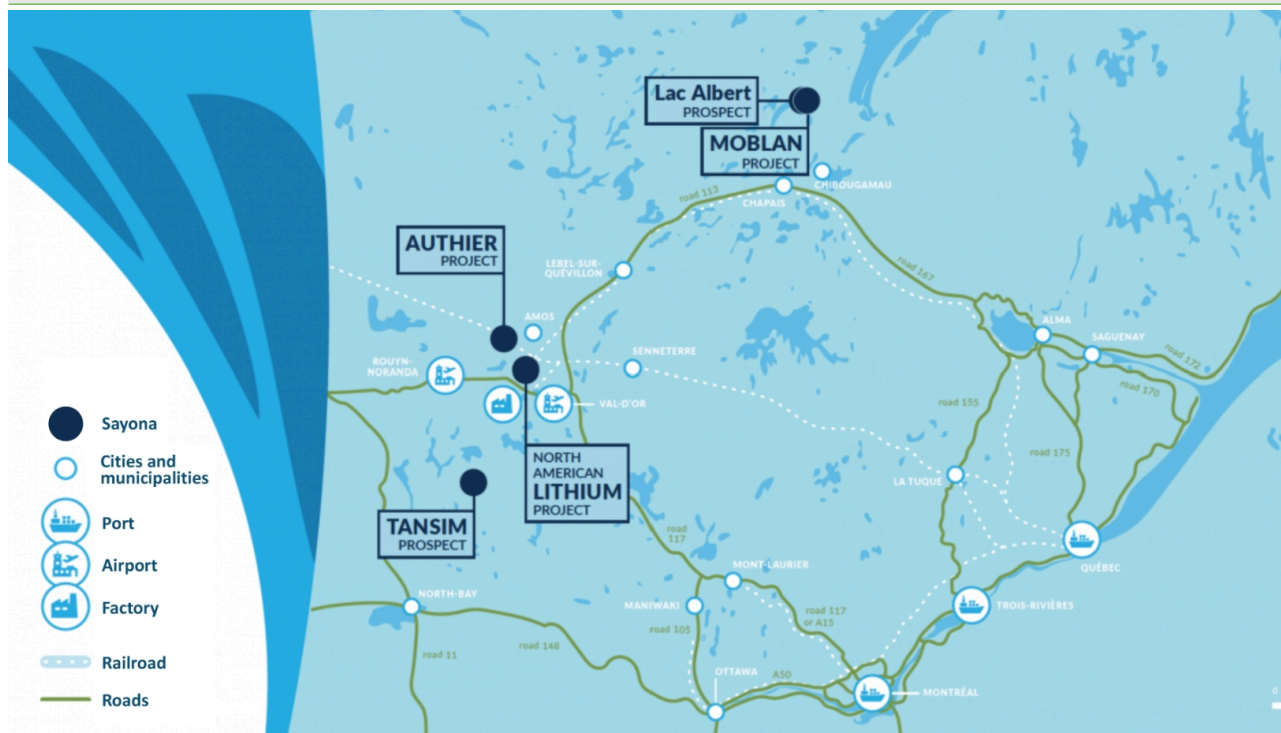 Lac Albert
PROSPECT
MOBLAN
PROJECT
CHIBOUGAMAU
CHAPAIS
road 113
AUTHIER
PROJECT
LEBEL-SUR-
QUÉVILLON
road 167
AMOS
ALMA
SAGUENAY
road 172
ROUYN-
NORANDA
SENNETERRE
road 170
VAL-D'OR
road 155
road 175
NORTH
AMERICAN
LITHIUM
PROJECT
LA TUQUE
TANSIM
PROSPECT
road
117
QUÉBEC
MONT-LAURIER
NORTH-BAY
MANIWAKI
road 117
or A15
TROIS-RIVIÈRES
road 105
road 148
road 11
OTTAWA
A50
MONTRÉAL
0
Sayona
Cities and
municipalities
Port
Airport
Factory
Railroad
Roads